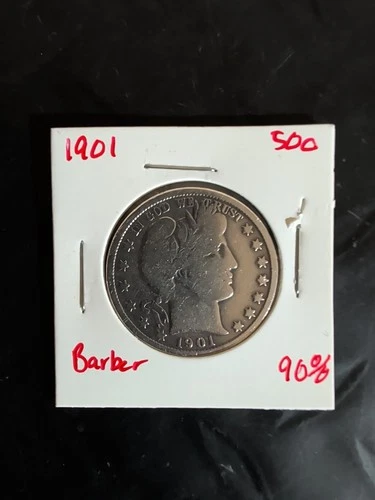 1901 50¢
IN GOD WE TRUST
1901
Barber 90%